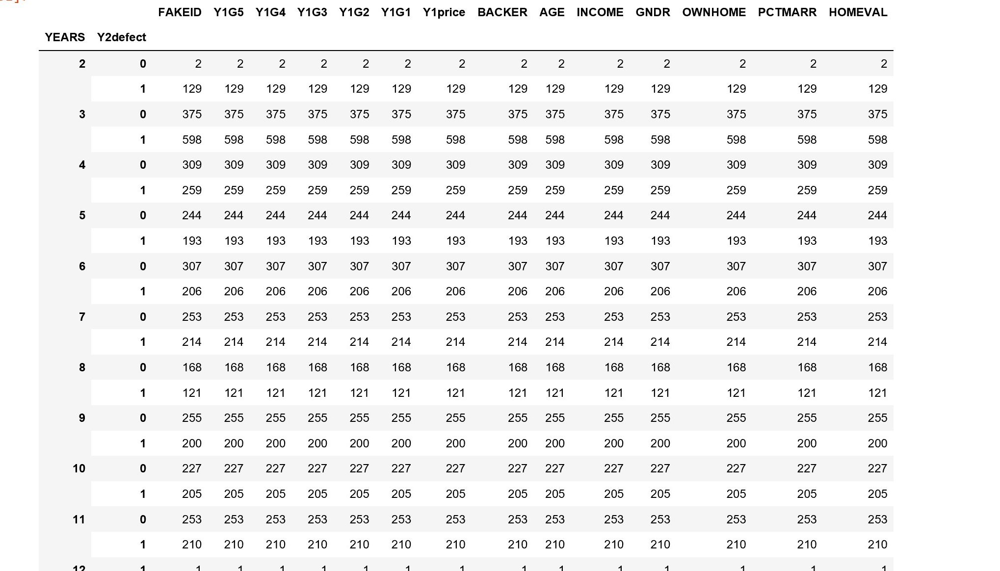 FAKEID Y1G5 Y1G4 Y1G3 Y1G2 Y1G1 Y1price BACKER AGE INCOME GNDR OWNHOME PCTMARR HOMEVAL
YEARS Y2defect
2 0 2 2 2 2 2 2 2 2 2 2 2 2 2 2
1 129 129 129 129 129 129 129 129 129 129 129 129 129 129
3 0 375 375 375 375 375 375 375 375 375 375 375 375 375 375
1 598 598 598 598 598 598 598 598 598 598 598 598 598 598
4 0 309 309 309 309 309 309 309 309 309 309 309 309 309 309
1 259 259 259 259 259 259 259 259 259 259 259 259 259 259
5 0 244 244 244 244 244 244 244 244 244 244 244 244 244 244
1 193 193 193 193 193 193 193 193 193 193 193 193 193 193
6 0 307 307 307 307 307 307 307 307 307 307 307 307 307 307
1 206 206 206 206 206 206 206 206 206 206 206 206 206 206
7 0 253 253 253 253 253 253 253 253 253 253 253 253 253 253
1 214 214 214 214 214 214 214 214 214 214 214 214 214 214
8 0 168 168 168 168 168 168 168 168 168 168 168 168 168 168
1 121 121 121 121 121 121 121 121 121 121 121 121 121 121
9 0 255 255 255 255 255 255 255 255 255 255 255 255 255 255
1 200 200 200 200 200 200 200 200 200 200 200 200 200 200
10 0 227 227 227 227 227 227 227 227 227 227 227 227 227 227
1 205 205 205 205 205 205 205 205 205 205 205 205 205 205
11 0 253 253 253 253 253 253 253 253 253 253 253 253 253 253
1 210 210 210 210 210 210 210 210 210 210 210 210 210 210
12 1 1 1 1 1 1 1 1 1 1 1 1 1 1 1